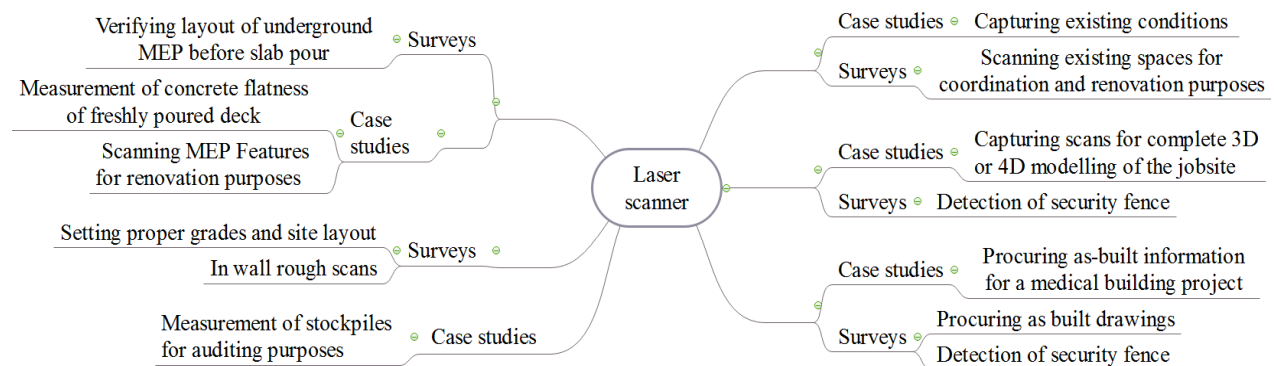 Verifying layout of underground
MEP before slab pour
Surveys
Measurement of concrete flatness
of freshly poured deck
Case
studies
Scanning MEP Features
for renovation purposes
Setting proper grades and site layout
Surveys
In wall rough scans
Measurement of stockpiles
for auditing purposes
Case studies
Laser
scanner
Case studies
Capturing existing conditions
Surveys
Scanning existing spaces for
coordination and renovation purposes
Case studies
Capturing scans for complete 3D
or 4D modelling of the jobsite
Surveys
Detection of security fence
Case studies
Procuring as-built information
for a medical building project
Surveys
Procuring as built drawings
Detection of security fence